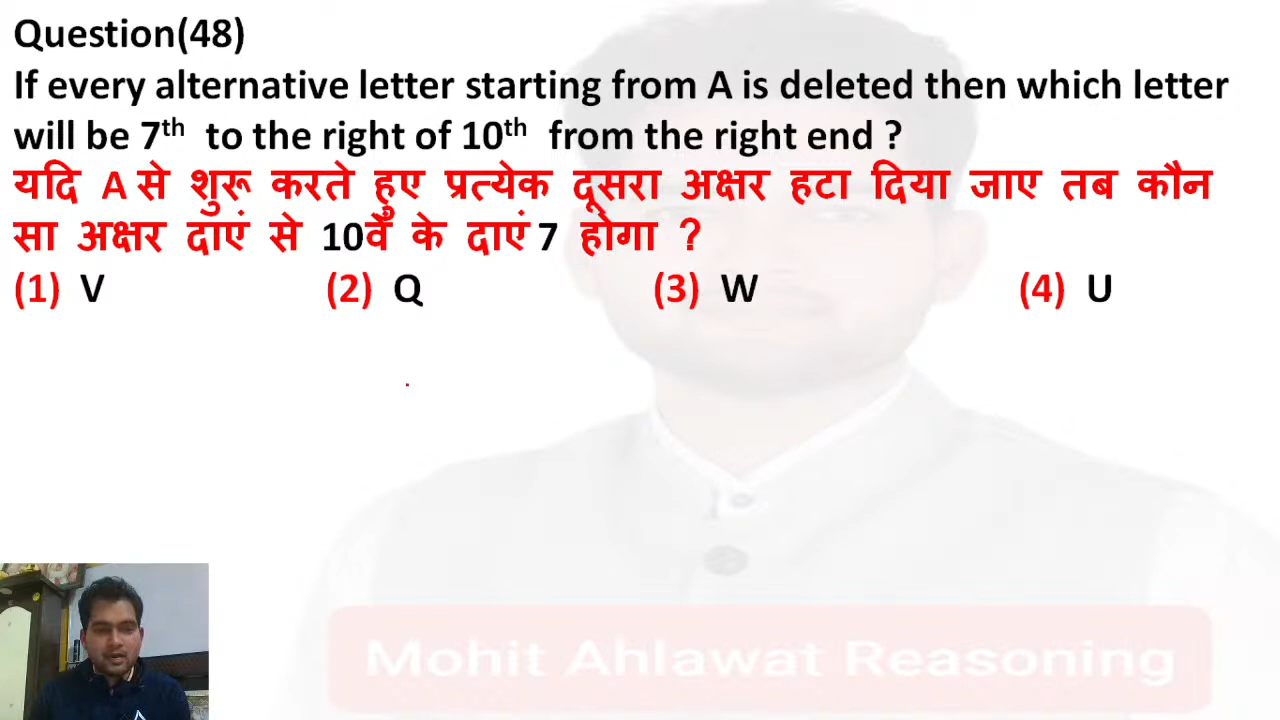 Question(48)
If every alternative letter starting from A is deleted then which letter
will be 7th to the right of 10th from the right end ?
यदि A से शुरू करते हुए प्रत्येक दूसरा अक्षर हटा दिया जाए तब कौन
सा अक्षर दाएं से 10वें के दाएं 7 होगा ?
(1) V (2) Q (3) W (4) U
Mohit Ahlawat Reasoning